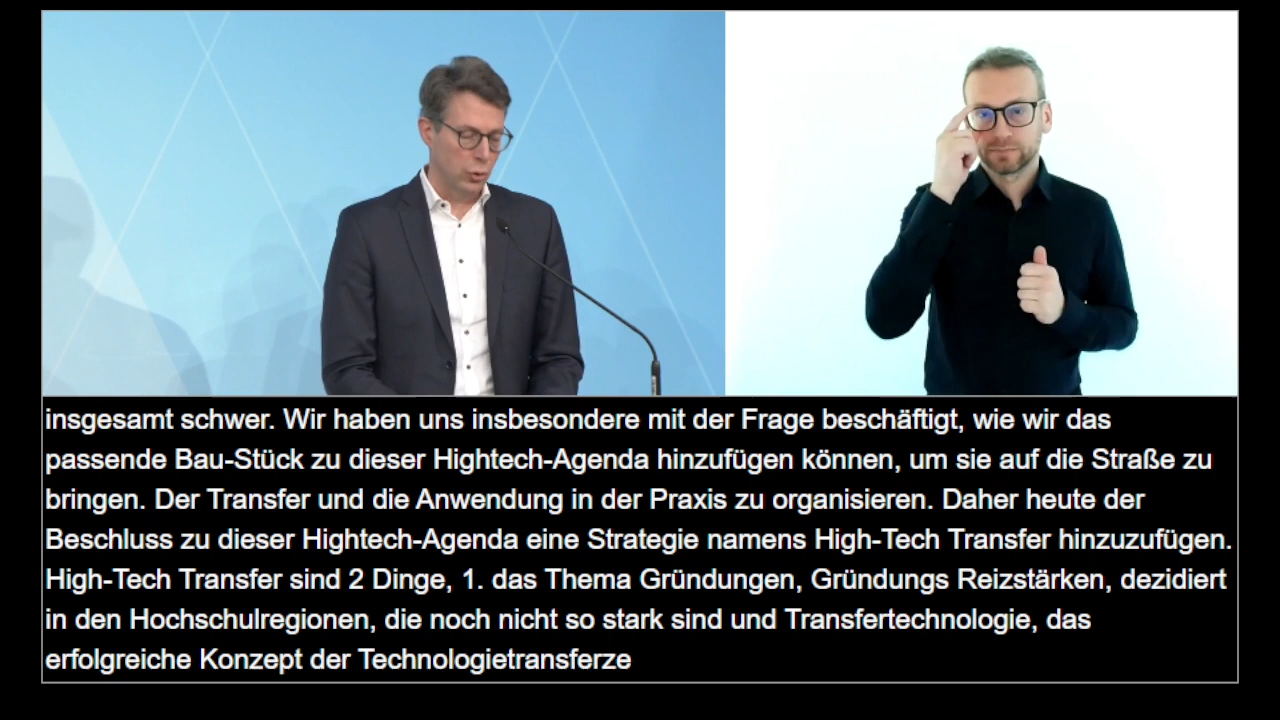 insgesamt schwer. Wir haben uns insbesondere mit der Frage beschäftigt, wie wir das
passende Bau-Stück zu dieser Hightech-Agenda hinzufügen können, um sie auf die Straße zu
bringen. Der Transfer und die Anwendung in der Praxis zu organisieren. Daher heute der
Beschluss zu dieser Hightech-Agenda eine Strategie namens High-Tech Transfer hinzuzufügen.
High-Tech Transfer sind 2 Dinge, 1. das Thema Gründungen, Gründungs Reizstärken, dezidiert
in den Hochschulregionen, die noch nicht so stark sind und Transfertechnologie, das
erfolgreiche Konzept der Technologietransferze